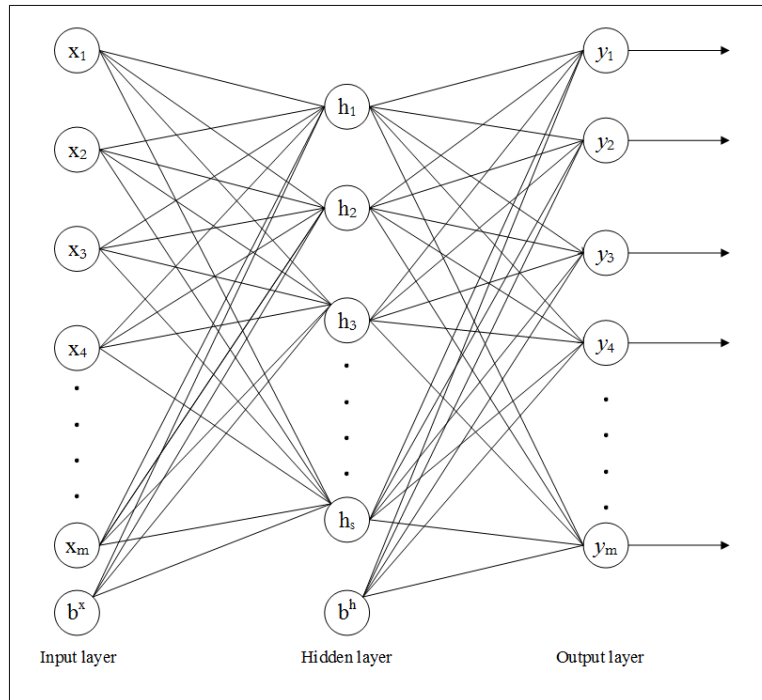 x₁
x₂
x₃
x₄
xₘ
bˣ
Input layer
h₁
h₂
h₃
hₛ
bʰ
Hidden layer
y₁
y₂
y₃
y₄
yₘ
Output layer